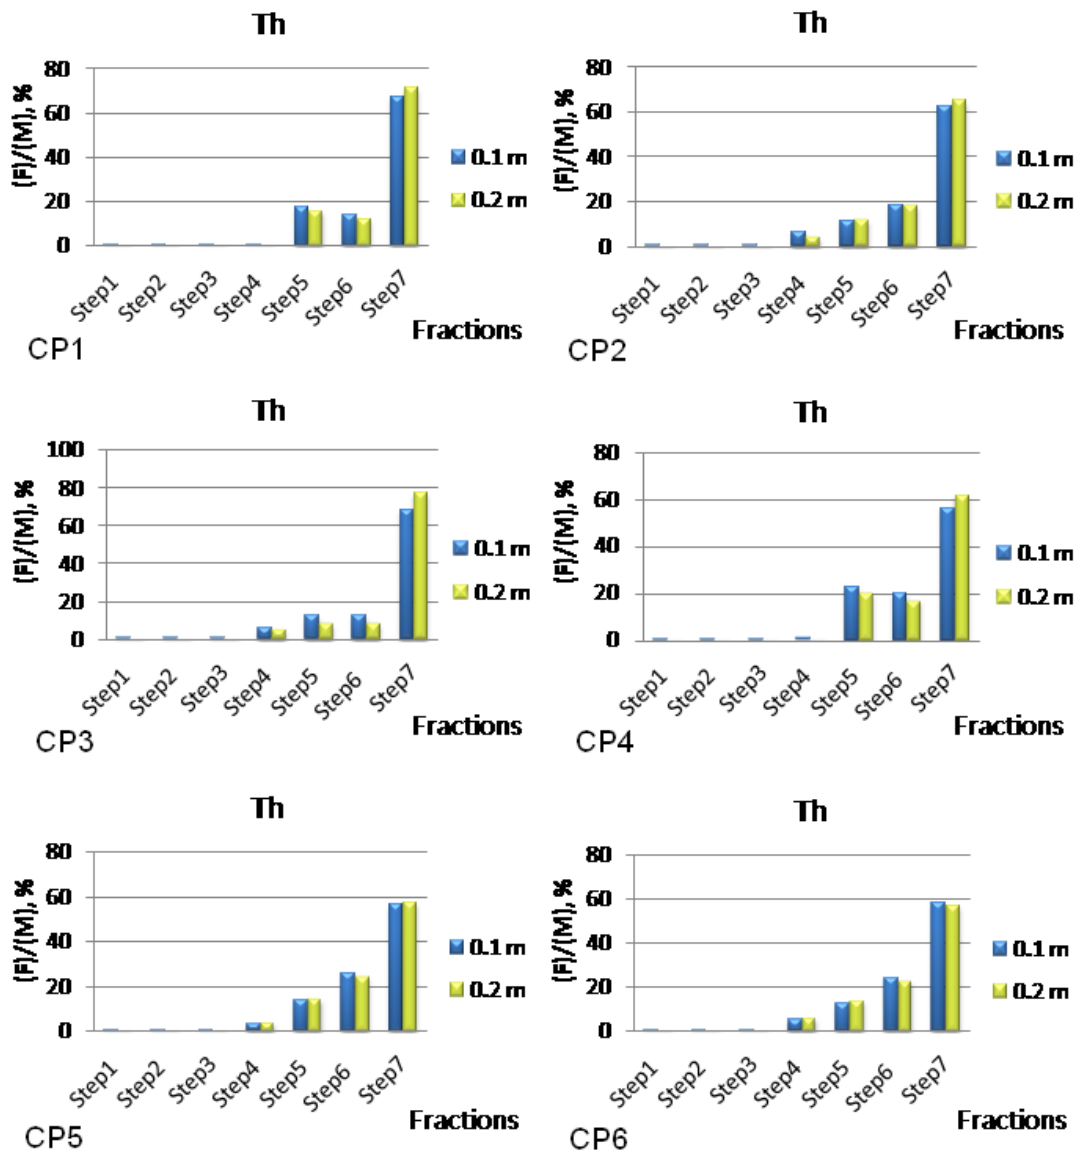 Th
(F)/(M), %
80
60
40
20
0
0.1 m
0.2 m
Step1 Step2 Step3 Step4 Step5 Step6 Step7
Fractions
CP1
Th
(F)/(M), %
80
60
40
20
0
0.1 m
0.2 m
Step1 Step2 Step3 Step4 Step5 Step6 Step7
Fractions
CP2
Th
(F)/(M), %
100
80
60
40
20
0
0.1 m
0.2 m
Step1 Step2 Step3 Step4 Step5 Step6 Step7
Fractions
CP3
Th
(F)/(M), %
80
60
40
20
0
0.1 m
0.2 m
Step1 Step2 Step3 Step4 Step5 Step6 Step7
Fractions
CP4
Th
(F)/(M), %
80
60
40
20
0
0.1 m
0.2 m
Step1 Step2 Step3 Step4 Step5 Step6 Step7
Fractions
CP5
Th
(F)/(M), %
80
60
40
20
0
0.1 m
0.2 m
Step1 Step2 Step3 Step4 Step5 Step6 Step7
Fractions
CP6